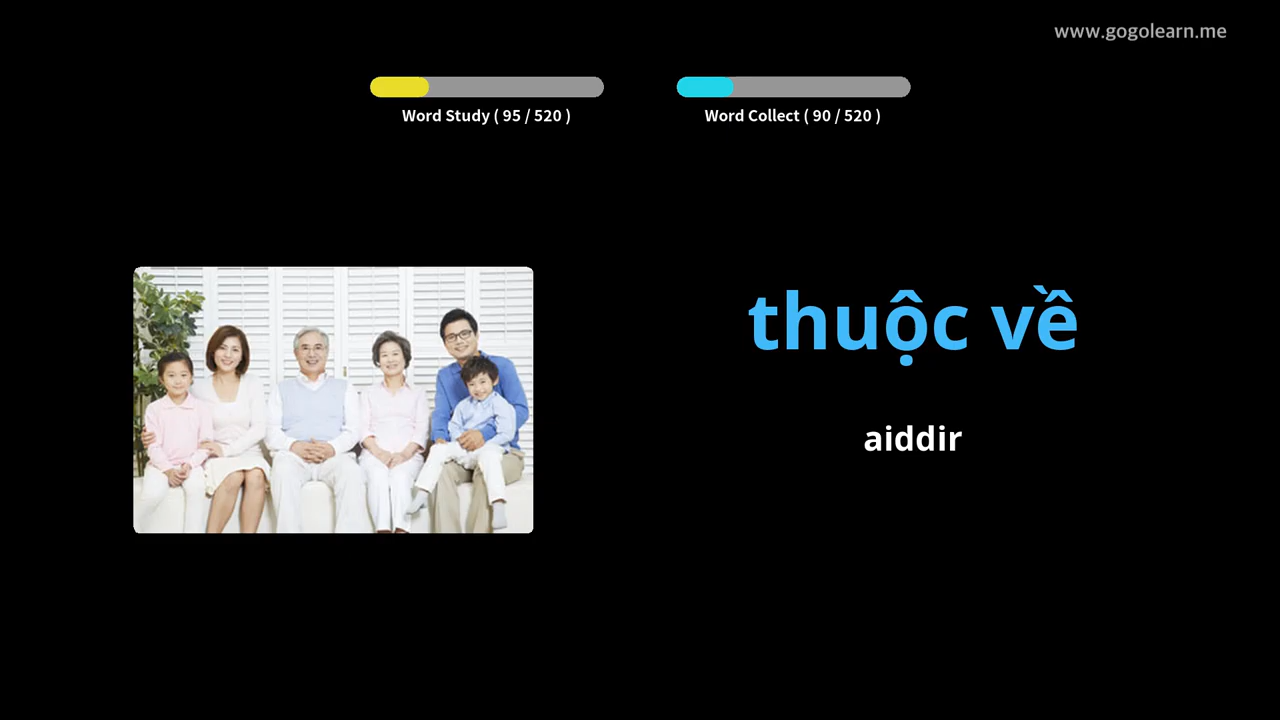 www.gogolearn.me
Word Study ( 95 / 520 )
Word Collect ( 90 / 520 )
thuộc về
aiddir